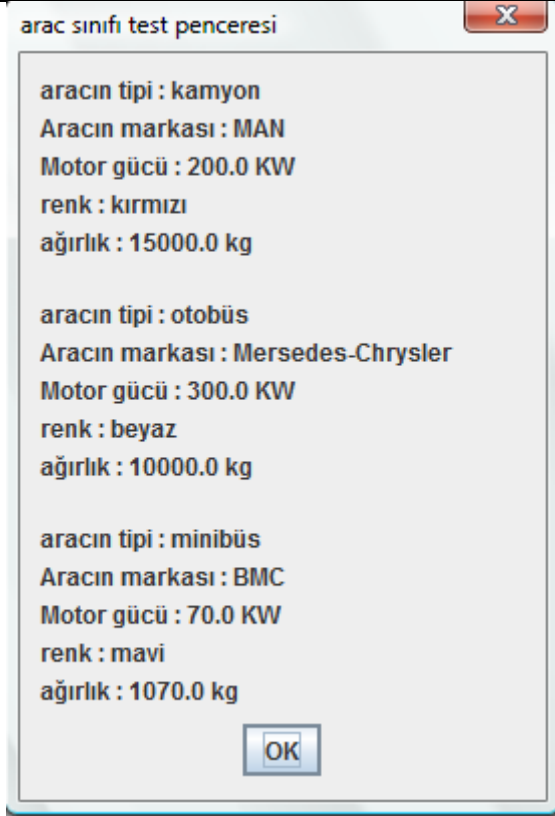 arac sınıfı test penceresi
aracın tipi : kamyon
Aracın markası : MAN
Motor gücü : 200.0 KW
renk : kırmızı
ağırlık : 15000.0 kg
aracın tipi : otobüs
Aracın markası : Mersedes-Chrysler
Motor gücü : 300.0 KW
renk : beyaz
ağırlık : 10000.0 kg
aracın tipi : minibüs
Aracın markası : BMC
Motor gücü : 70.0 KW
renk : mavi
ağırlık : 1070.0 kg
OK